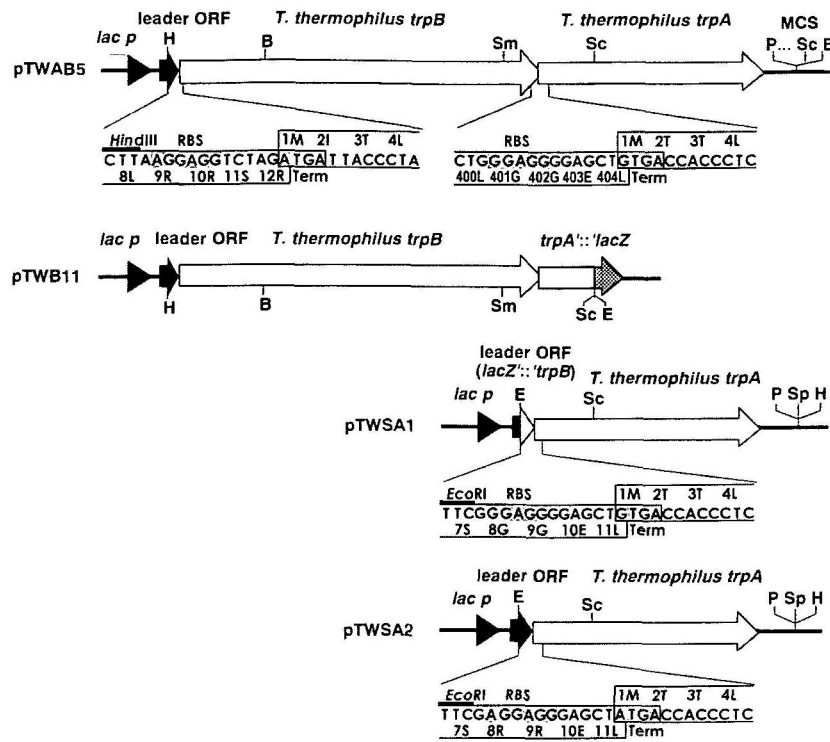 leader ORF T. thermophilus trpB T. thermophilus trpA MCS
lac p H B Sm Sc P... Sc E
pTWAB5
HindIII RBS 1M 2I 3T 4L
CTTAAGGAGGTCTAGATGATTACCCTA
8L 9R 10R 11S 12R Term
RBS 1M 2T 3T 4L
CTGGGAGGGGAGCTGTGACCACCCTC
400L 401G 402G 403E 404L Term
lac p leader ORF T. thermophilus trpB trpA'::'lacZ
pTWB11
H B Sm Sc E
leader ORF
(lacZ'::'trpB) T. thermophilus trpA
lac p E Sc P Sp H
pTWSA1
EcoRI RBS 1M 2T 3T 4L
TTCGGGAGGGGAGCTGTGACCACCCTC
7S 8G 9G 10E 11L Term
leader ORF T. thermophilus trpA
lac p E Sc P Sp H
pTWSA2
EcoRI RBS 1M 2T 3T 4L
TTCGAGGAGGGAGCTATGACCACCCTC
7S 8R 9R 10E 11L Term